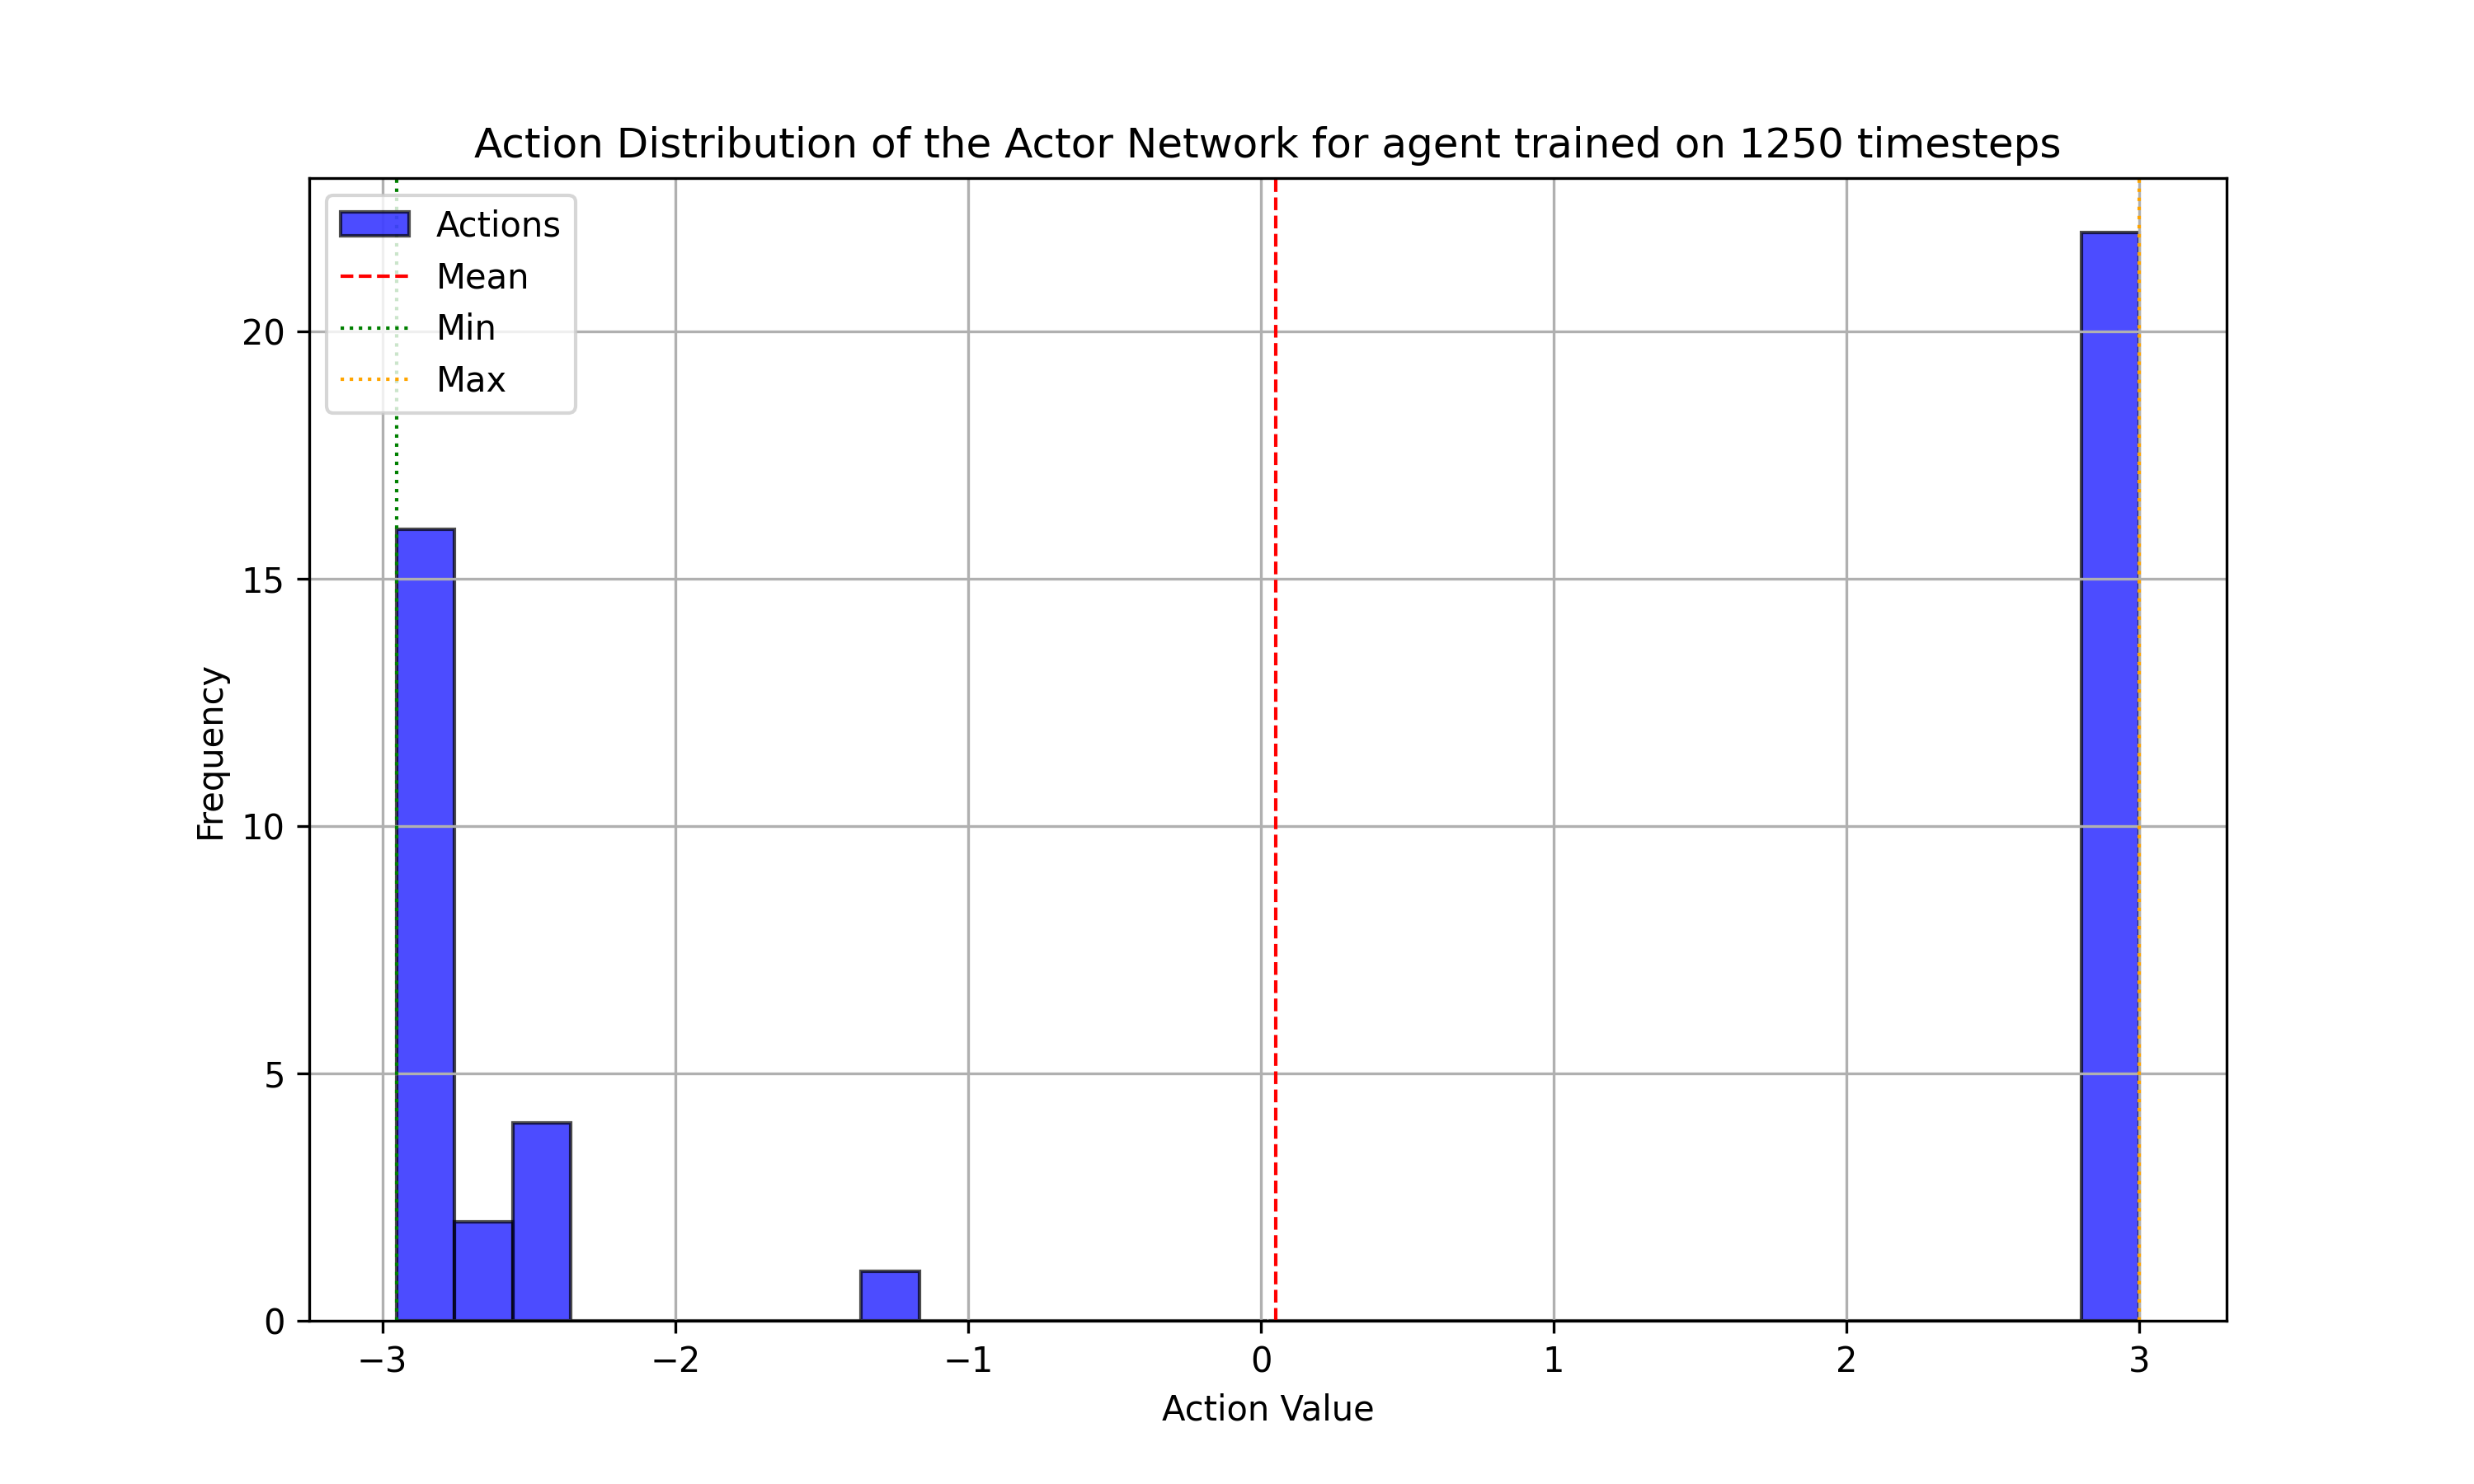 Action Distribution of the Actor Network for agent trained on 1250 timesteps
Actions
Mean
Min
Max
20
15
10
5
0
Frequency
−3 −2 −1 0 1 2 3
Action Value